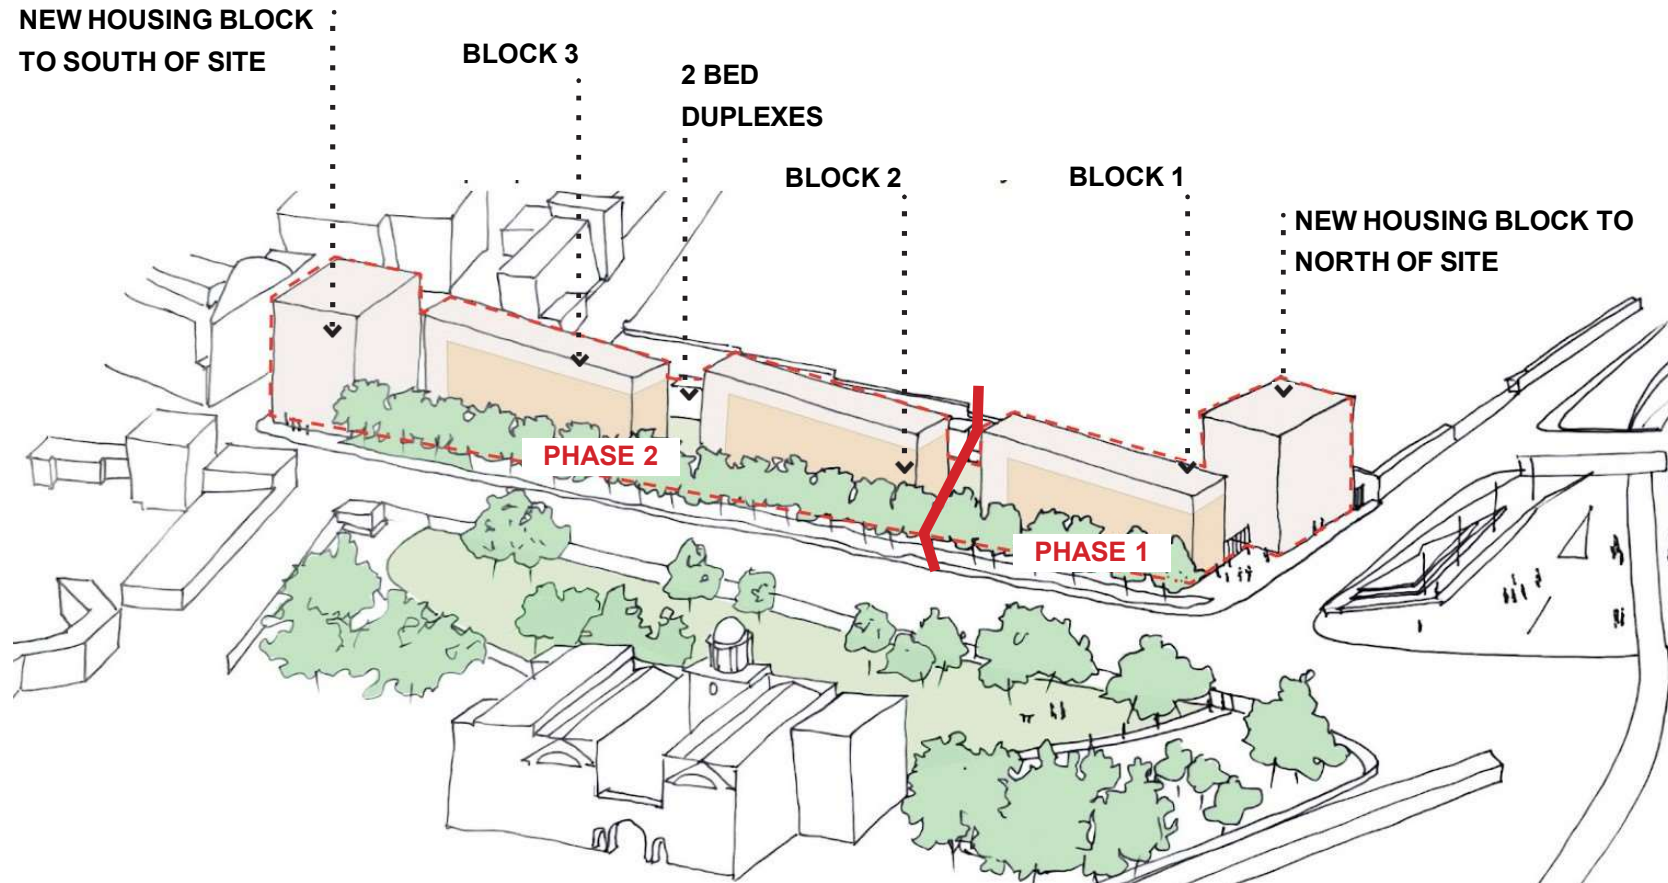 NEW HOUSING BLOCK
TO SOUTH OF SITE
BLOCK 3
2 BED
DUPLEXES
BLOCK 2
BLOCK 1
NEW HOUSING BLOCK TO
NORTH OF SITE
PHASE 2
PHASE 1